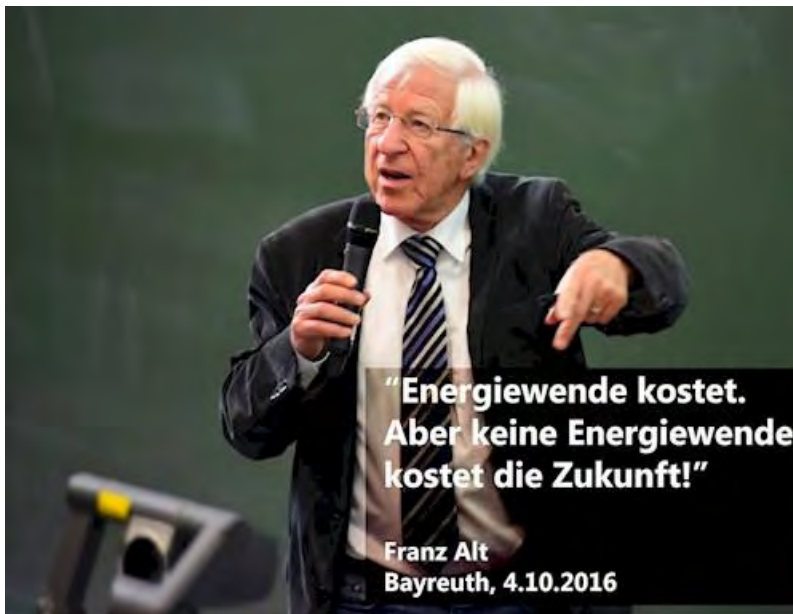 “Energiewende kostet.
Aber keine Energiewende
kostet die Zukunft!”
Franz Alt
Bayreuth, 4.10.2016